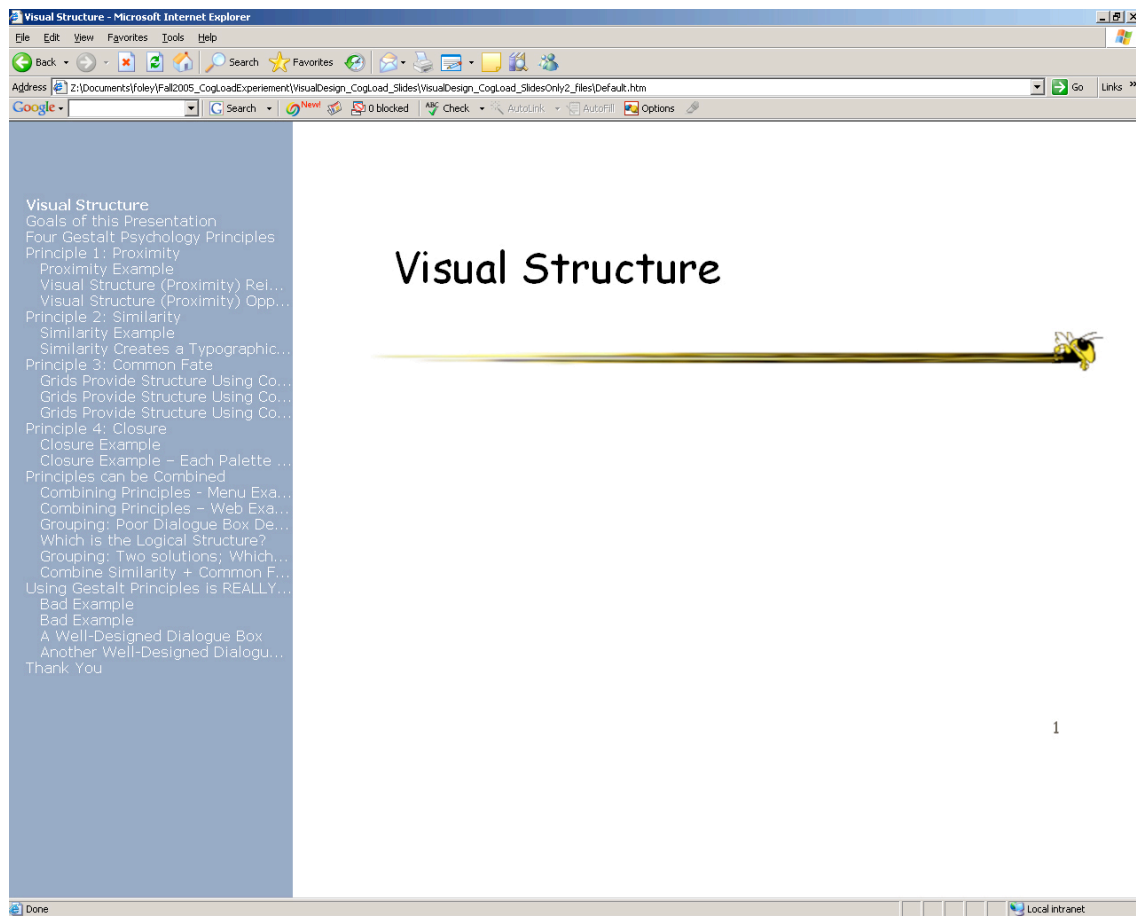 Visual Structure - Microsoft Internet Explorer
File Edit View Favorites Tools Help
Back Search Favorites
Address Z:\Documents\foley\Fall2005_CogLoadExperiement\VisualDesign_CogLoad_Slides\VisualDesign_CogLoad_SlidesOnly2_files\Default.htm Go Links »
Google Search New! 0 blocked ABC Check AutoLink AutoFill Options
Visual Structure
Goals of this Presentation
Four Gestalt Psychology Principles
Principle 1: Proximity
Proximity Example
Visual Structure (Proximity) Rei...
Visual Structure (Proximity) Opp...
Principle 2: Similarity
Similarity Example
Similarity Creates a Typographic...
Principle 3: Common Fate
Grids Provide Structure Using Co...
Grids Provide Structure Using Co...
Grids Provide Structure Using Co...
Principle 4: Closure
Closure Example
Closure Example – Each Palette ...
Principles can be Combined
Combining Principles - Menu Exa...
Combining Principles – Web Exa...
Grouping: Poor Dialogue Box De...
Which is the Logical Structure?
Grouping: Two solutions; Which...
Combine Similarity + Common F...
Using Gestalt Principles is REALLY...
Bad Example
Bad Example
A Well-Designed Dialogue Box
Another Well-Designed Dialogu...
Thank You
Visual Structure
1
Done Local intranet